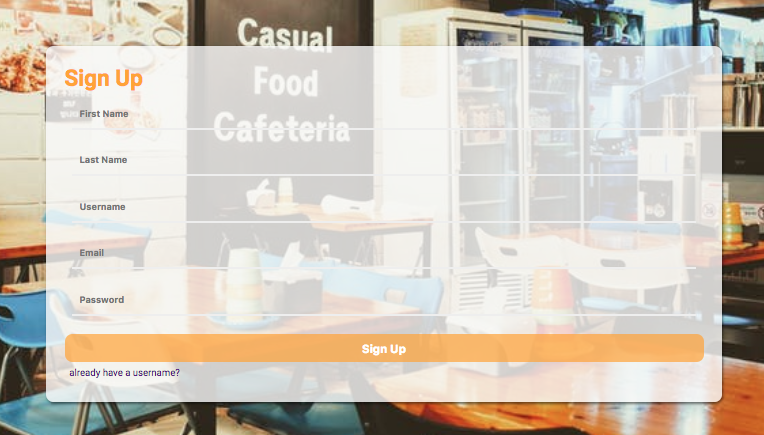 Casual
Food
Cafeteria
Sign Up
First Name
Last Name
Username
Email
Password
Sign Up
already have a username?